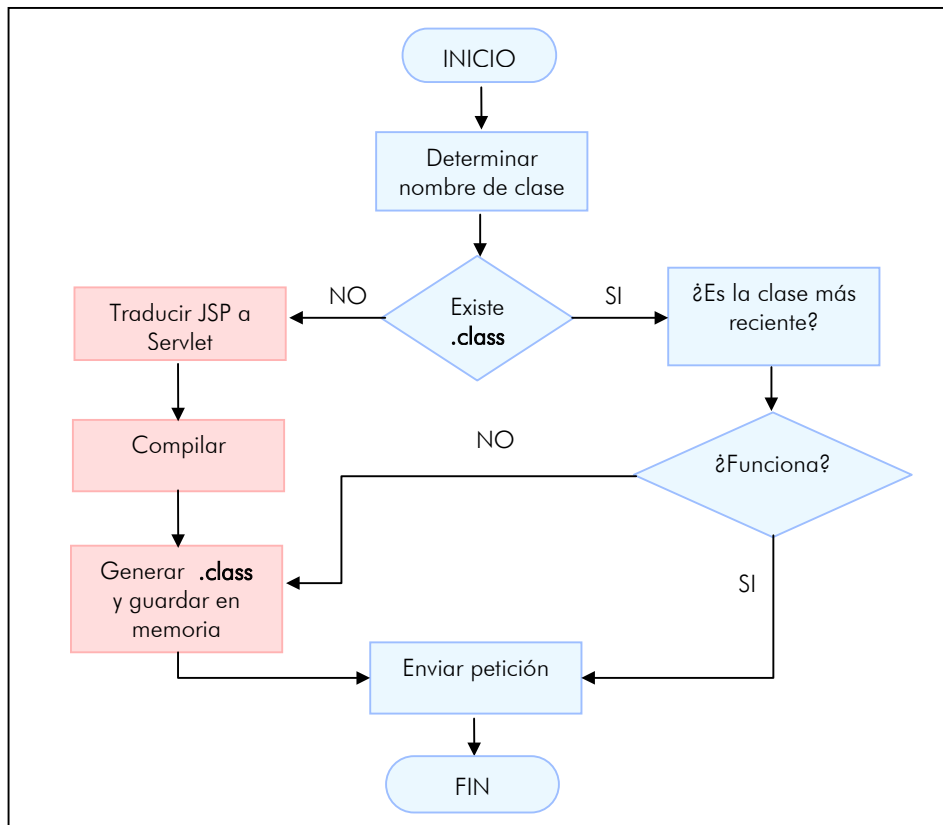 INICIO
Determinar
nombre de clase
NO
Existe
.class
SI
Traducir JSP a
Servlet
¿Es la clase más
reciente?
Compilar
NO
¿Funciona?
Generar .class
y guardar en
memoria
SI
Enviar petición
FIN